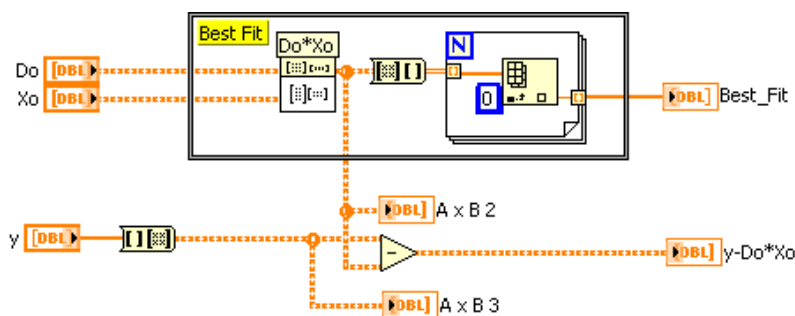 Best Fit
Do*Xo
N
Do [DBL]
Xo [DBL]
0
DBL] Best_Fit
DBL] A x B 2
y [DBL]
DBL] y-Do*Xo
DBL] A x B 3